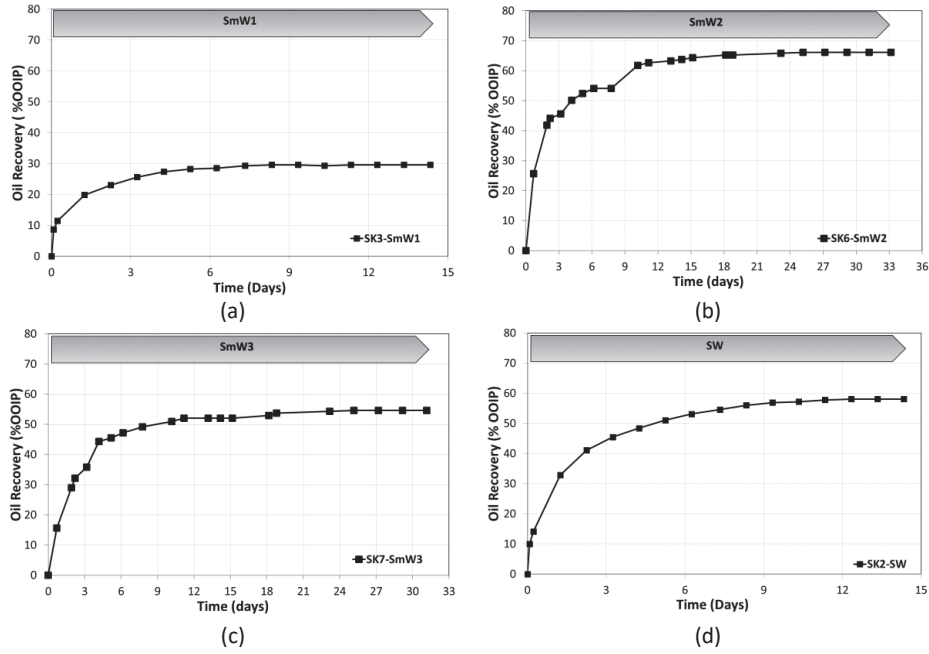 SmW1
80
70
60
50
40
30
20
10
0
Oil Recovery ( %OOIP)
SK3-SmW1
0 3 6 9 12 15
Time (Days)
(a)
SmW2
80
70
60
50
40
30
20
10
0
Oil Recovery (% OOIP)
SK6-SmW2
0 3 6 9 12 15 18 21 24 27 30 33 36
Time (days)
(b)
SmW3
80
70
60
50
40
30
20
10
0
Oil Recovery (%OOIP)
SK7-SmW3
0 3 6 9 12 15 18 21 24 27 30 33
Time (days)
(c)
SW
80
70
60
50
40
30
20
10
0
Oil Recovery (% OOIP)
SK2-SW
0 3 6 9 12 15
Time (Days)
(d)